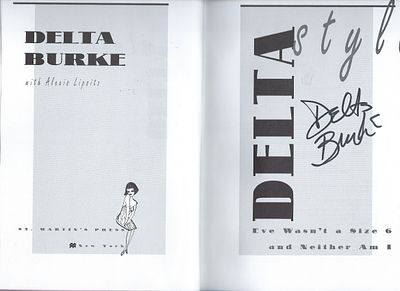 DELTA
BURKE
with Alexis Lipsitz
ST. MARTIN'S PRESS
New York
DELTA
style
Delta
Burke
Eve Wasn't a Size 6
and Neither Am I